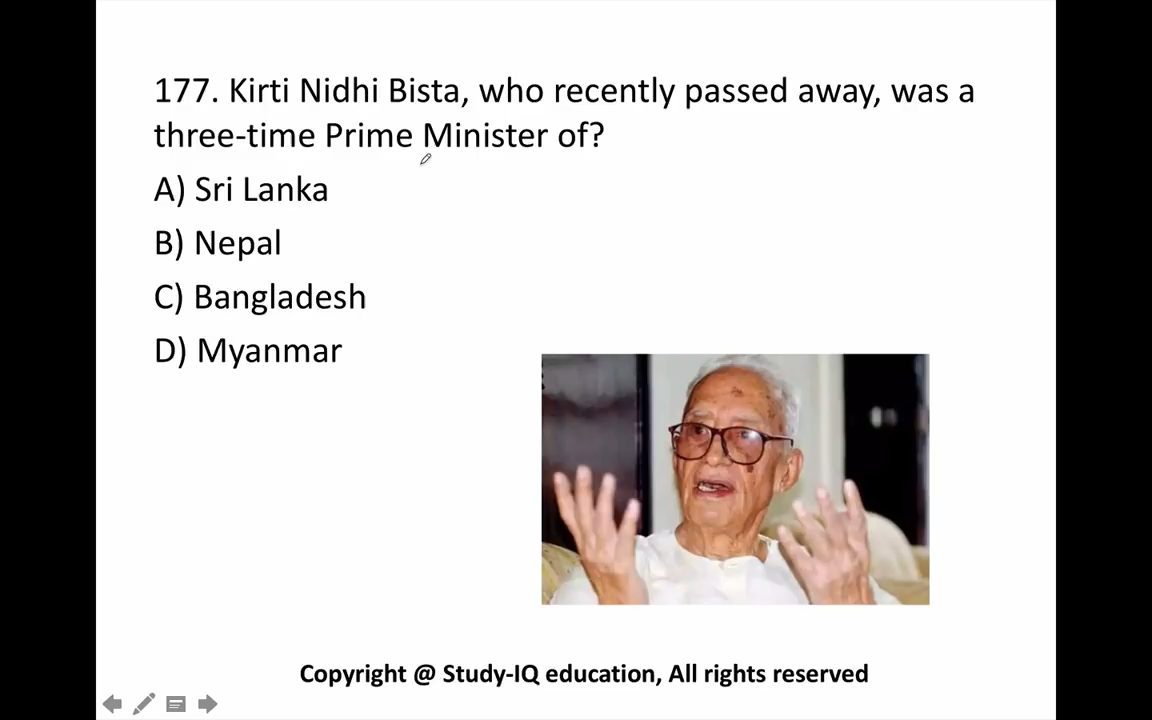 177. Kirti Nidhi Bista, who recently passed away, was a
three-time Prime Minister of?
A) Sri Lanka
B) Nepal
C) Bangladesh
D) Myanmar
Copyright @ Study-IQ education, All rights reserved